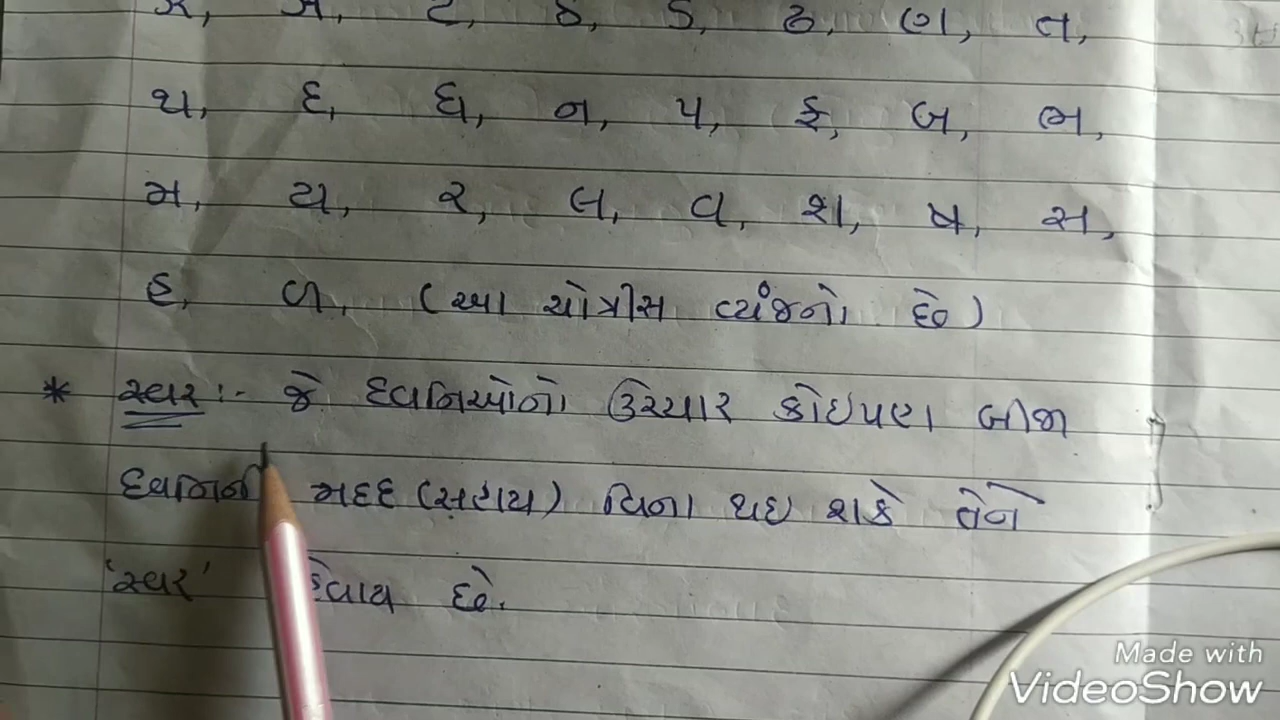 ઝ, ઞ, ટ, ઠ, ડ, ઢ, ણ, ત,
થ, દ, ધ, ન, પ, ફ, બ, ભ,
મ, ય, ર, લ, વ, શ, ષ, સ,
હ, ળ, (આ ચોત્રીસ વ્યંજનો છે)
* સ્વર :- જે ધ્વનિઓનો ઉચ્ચાર કોઇપણ બીજા
ધ્વનિની મદદ (સહાય) વિના થઇ શકે તેને
'સ્વર' કહેવાય છે.
Made with
VideoShow